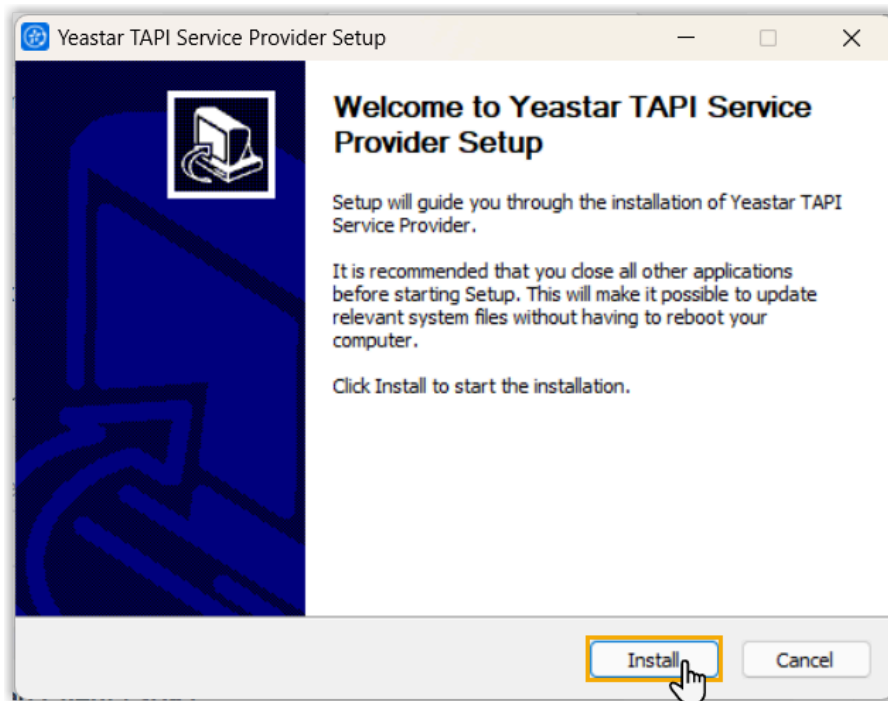 Yeastar TAPI Service Provider Setup
Welcome to Yeastar TAPI Service
Provider Setup
Setup will guide you through the installation of Yeastar TAPI
Service Provider.
It is recommended that you close all other applications
before starting Setup. This will make it possible to update
relevant system files without having to reboot your
computer.
Click Install to start the installation.
Install
Cancel